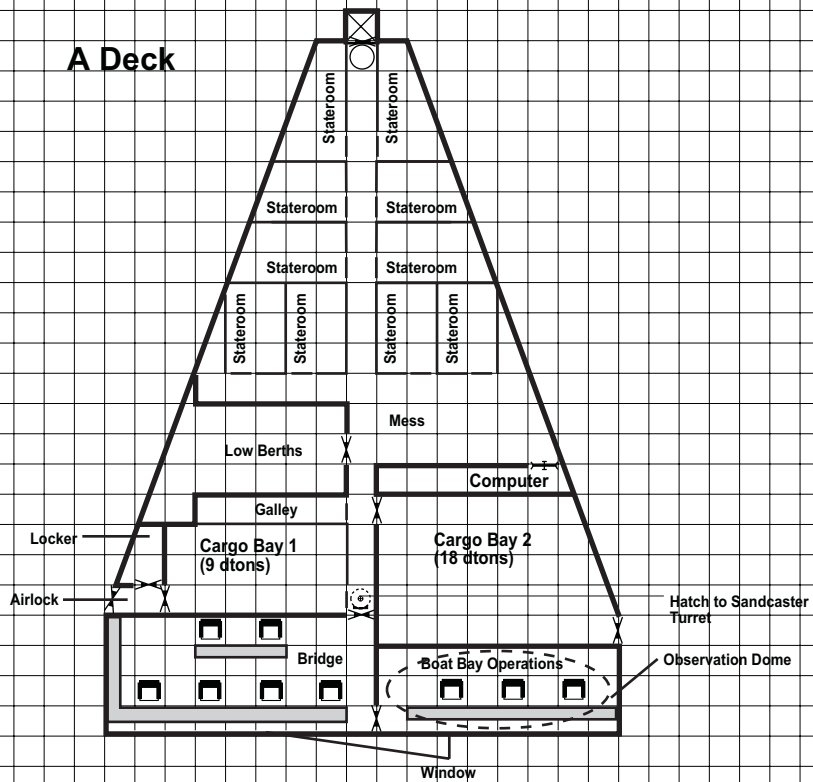 A Deck
Stateroom
Stateroom
Stateroom
Stateroom
Stateroom
Stateroom
Stateroom
Stateroom
Stateroom
Stateroom
Mess
Low Berths
Computer
Galley
Locker
Cargo Bay 1
(9 dtons)
Cargo Bay 2
(18 dtons)
Airlock
Hatch to Sandcaster
Turret
Bridge
Boat Bay Operations
Observation Dome
Window